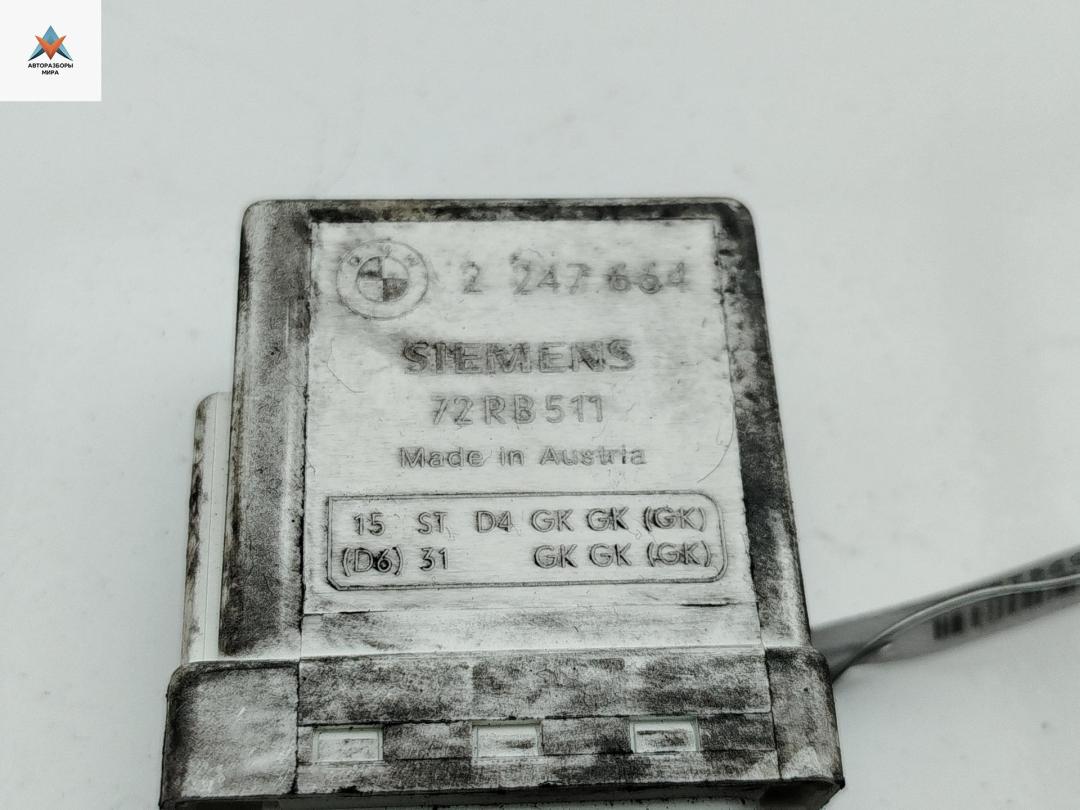 АВТОРАЗБОРЫ
МИРА
BMW 2 247 664
SIEMENS
72RB511
Made in Austria
15 ST D4 GK GK (GK)
(D6) 31 GK GK (GK)